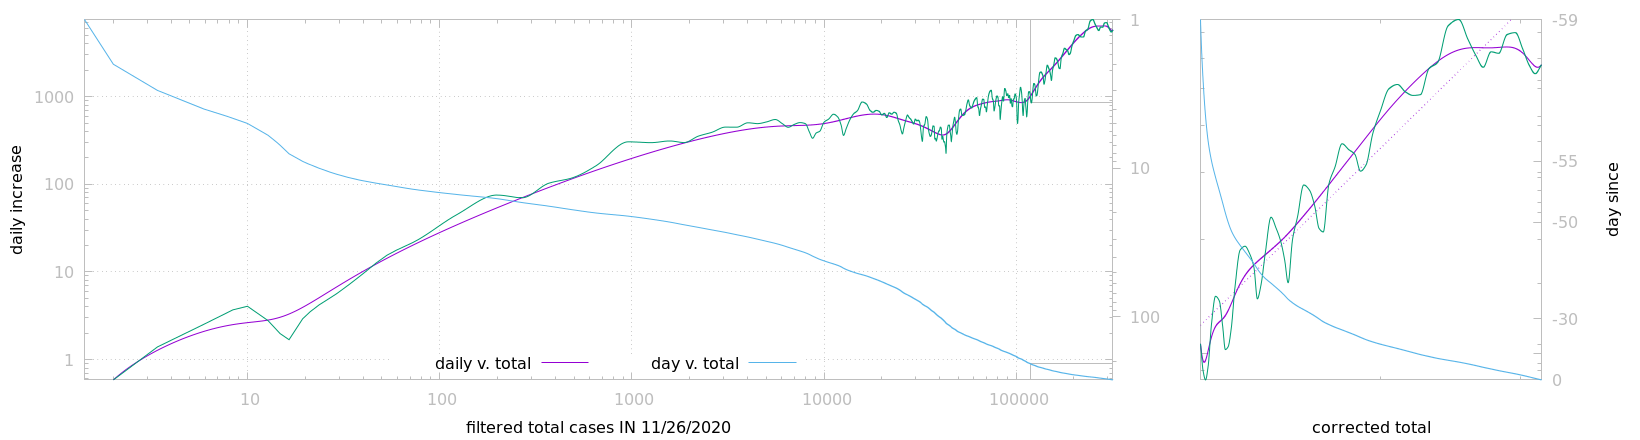 1
-59
1000
daily increase
10
-55
100
day since
-50
10
100
-30
1
daily v. total
day v. total
0
10
100
1000
10000
100000
filtered total cases IN 11/26/2020
corrected total